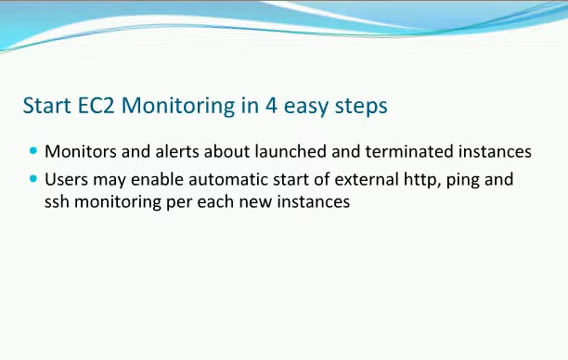 Start EC2 Monitoring in 4 easy steps
Monitors and alerts about launched and terminated instances
Users may enable automatic start of external http, ping and
ssh monitoring per each new instances